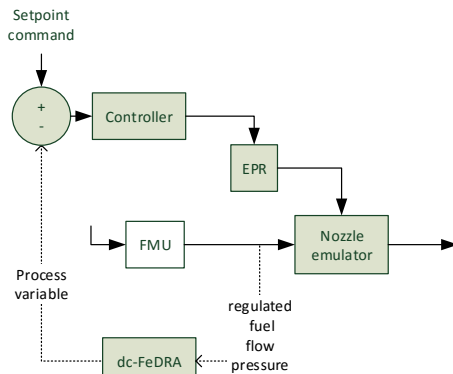 Setpoint
command
+
-
Controller
EPR
FMU
Nozzle
emulator
Process
variable
regulated
fuel
flow
pressure
dc-FeDRA